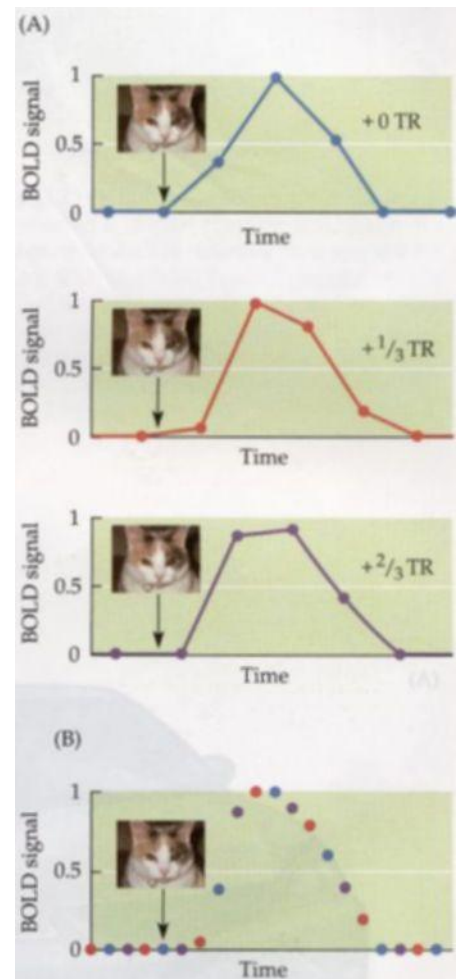 (A)
BOLD signal
1
0.5
0
+ 0 TR
Time
BOLD signal
1
0.5
0
+ 1/3 TR
Time
BOLD signal
1
0.5
0
+ 2/3 TR
Time
(A)
(B)
BOLD signal
1
0.5
0
Time